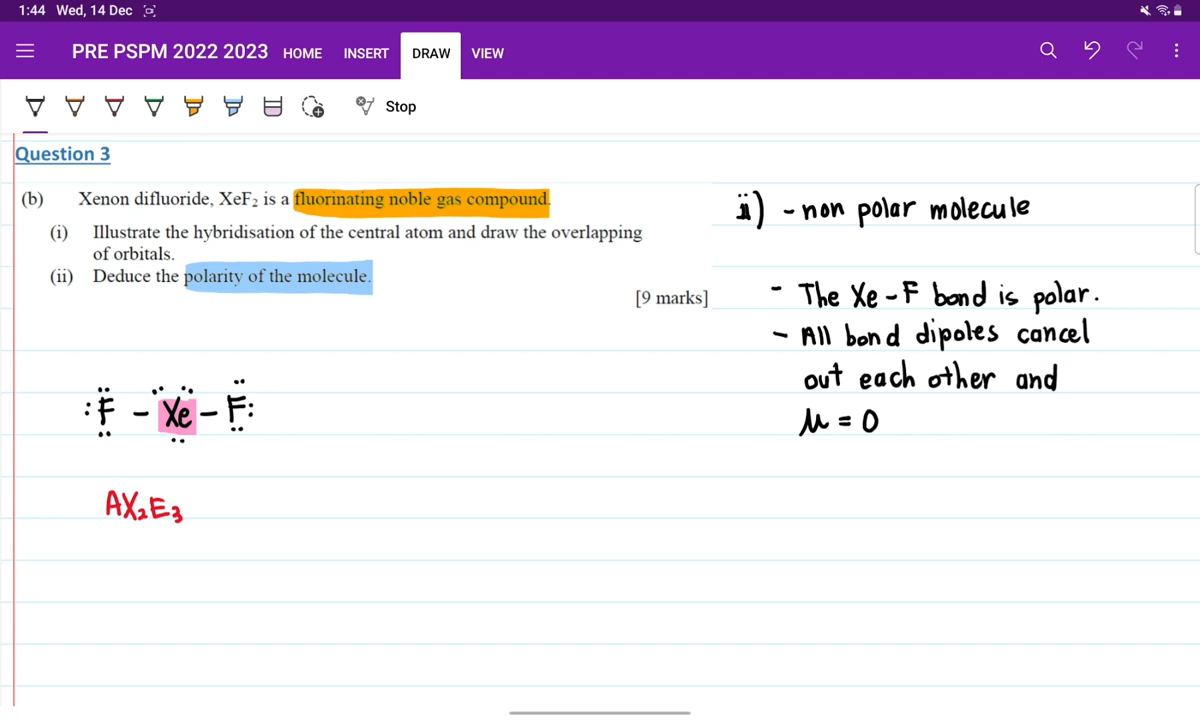 1:44 Wed, 14 Dec
PRE PSPM 2022 2023 HOME INSERT DRAW VIEW
Stop
Question 3
(b) Xenon difluoride, XeF₂ is a fluorinating noble gas compound.
(i) Illustrate the hybridisation of the central atom and draw the overlapping
of orbitals.
(ii) Deduce the polarity of the molecule.
[9 marks]
:F - Xe - F:
AX₂E₃
ii) - non polar molecule
- The Xe - F bond is polar.
- All bond dipoles cancel
out each other and
μ = 0